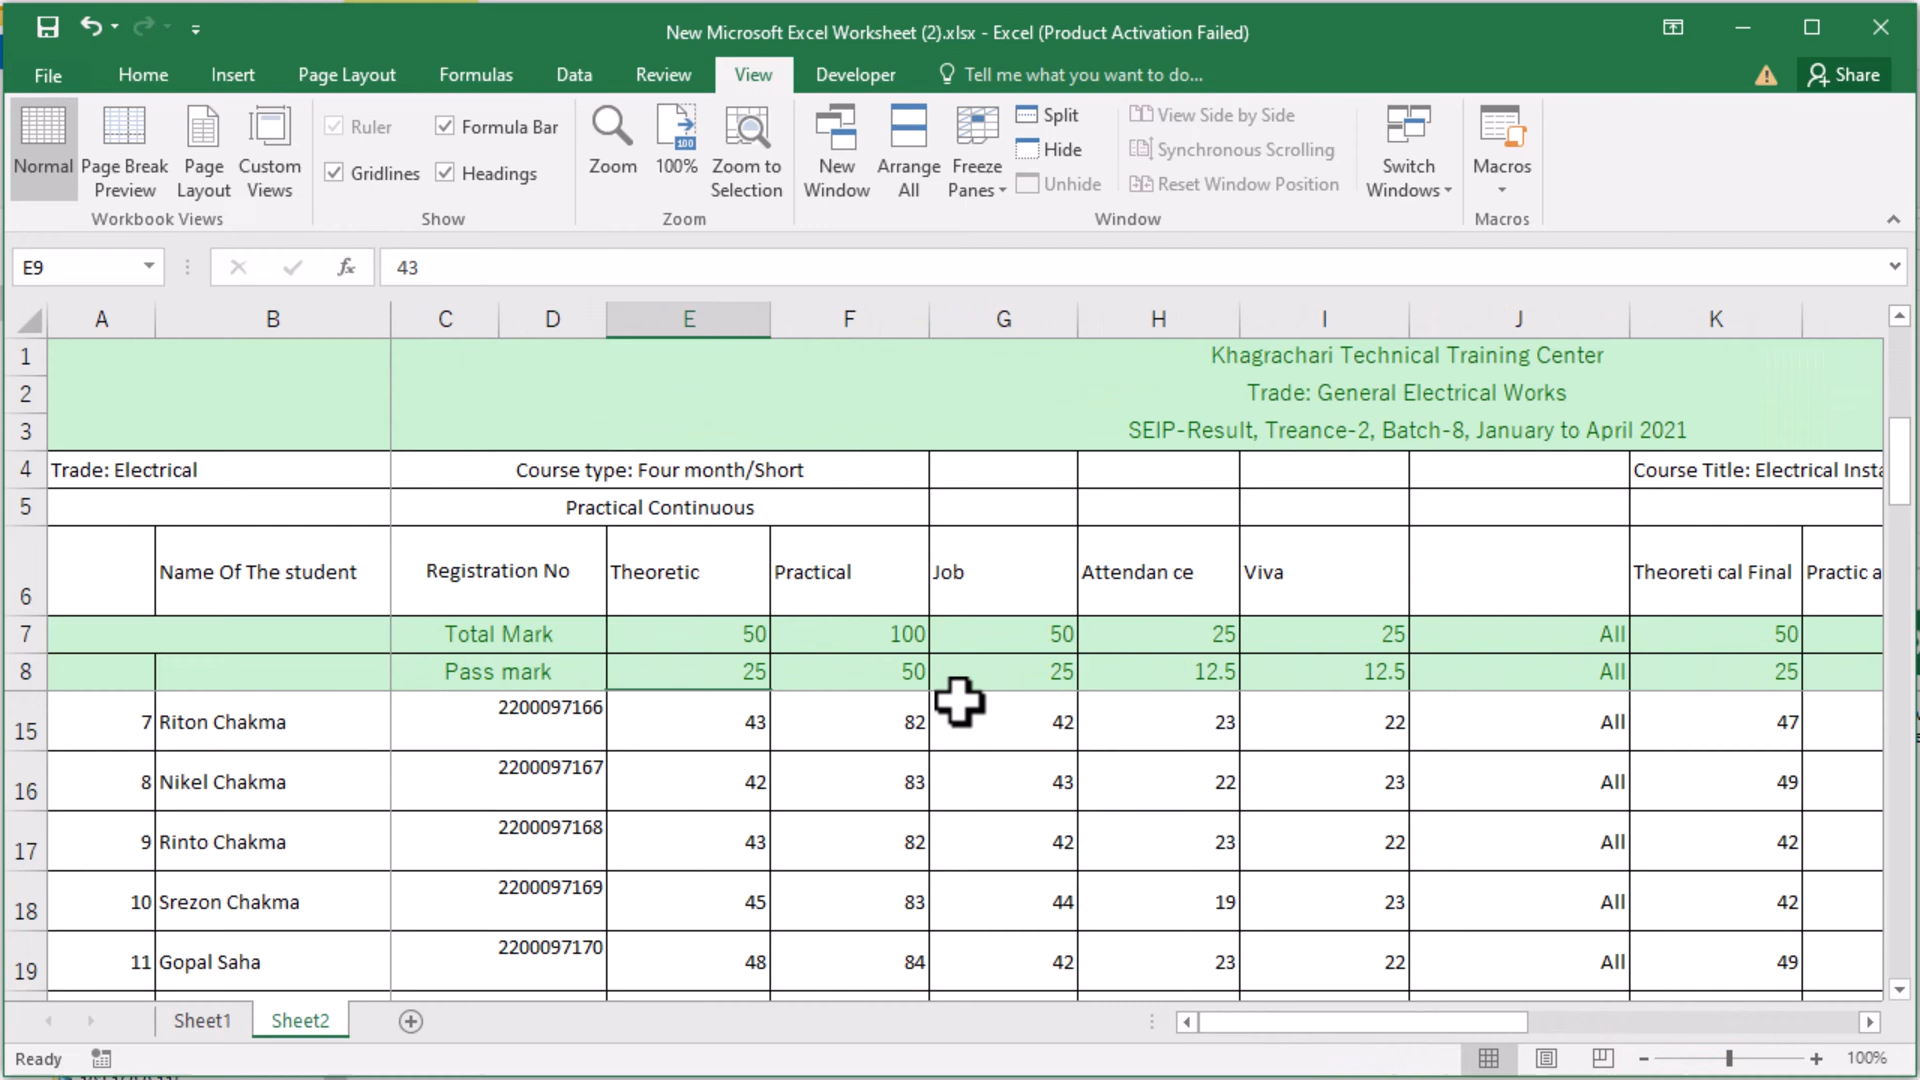 New Microsoft Excel Worksheet (2).xlsx - Excel (Product Activation Failed)
File Home Insert Page Layout Formulas Data Review View Developer Tell me what you want to do... Share
Normal Page Break Preview Page Layout Custom Views
Workbook Views
Ruler Formula Bar
Gridlines Headings
Show
Zoom 100% Zoom to Selection
100
Zoom
New Window Arrange All Freeze Panes
Split
Hide
Unhide
View Side by Side
Synchronous Scrolling
Reset Window Position
Window
Switch Windows
Macros
Macros
E9 fx 43
A B C D E F G H I J K
1 Khagrachari Technical Training Center
2 Trade: General Electrical Works
3 SEIP-Result, Treance-2, Batch-8, January to April 2021
4 Trade: Electrical Course type: Four month/Short Course Title: Electrical Insta
5 Practical Continuous
6 Name Of The student Registration No Theoretic Practical Job Attendan ce Viva Theoreti cal Final Practic a
7 Total Mark 50 100 50 25 25 All 50
8 Pass mark 25 50 25 12.5 12.5 All 25
15 7 Riton Chakma 2200097166 43 82 42 23 22 All 47
16 8 Nikel Chakma 2200097167 42 83 43 22 23 All 49
17 9 Rinto Chakma 2200097168 43 82 42 23 22 All 42
18 10 Srezon Chakma 2200097169 45 83 44 19 23 All 42
19 11 Gopal Saha 2200097170 48 84 42 23 22 All 49
Sheet1 Sheet2
Ready 100%